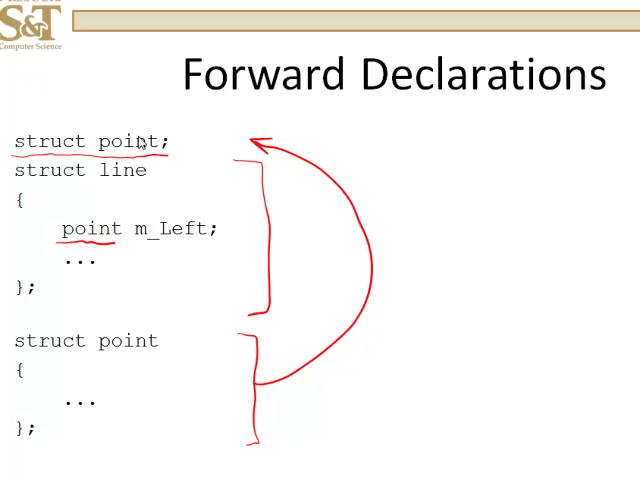 S&T
Computer Science
Forward Declarations
struct point;
struct line
{
point m_Left;
...
};
struct point
{
...
};